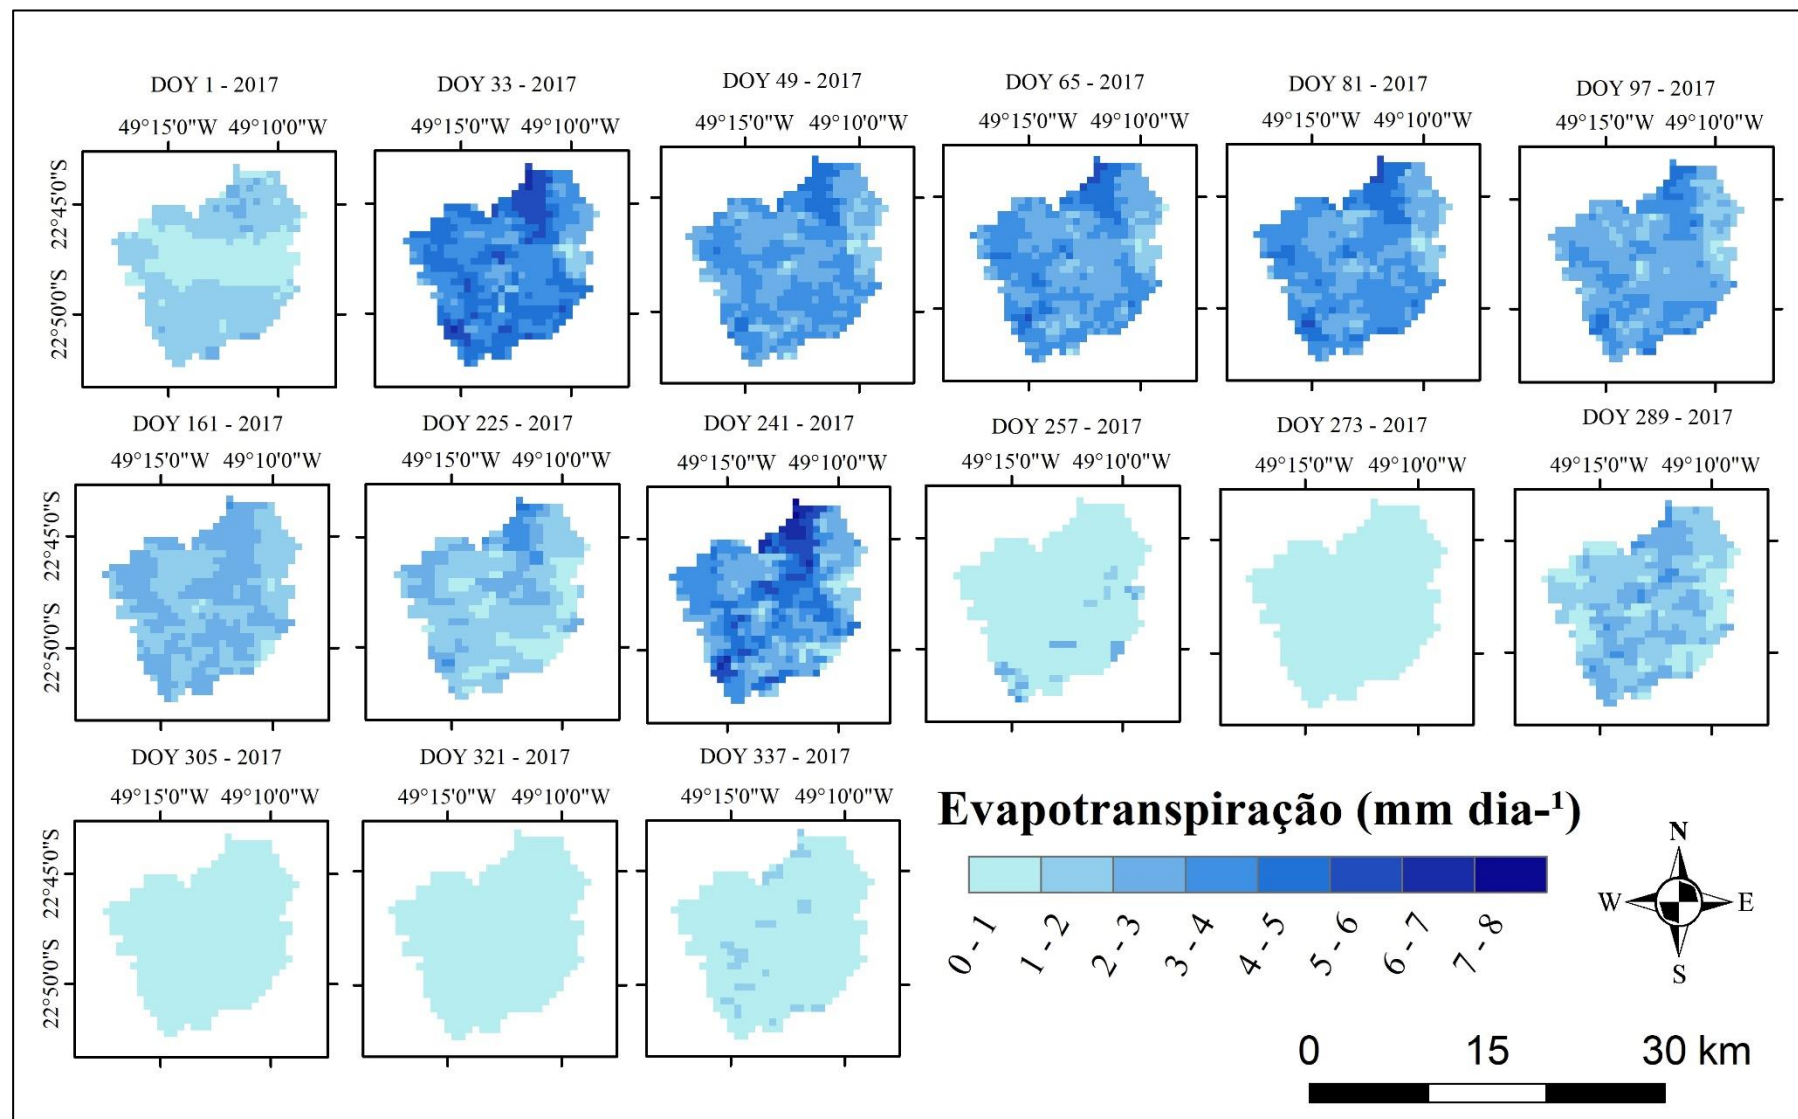 DOY 1 - 2017 DOY 33 - 2017 DOY 49 - 2017 DOY 65 - 2017 DOY 81 - 2017 DOY 97 - 2017
49°15'0"W 49°10'0"W 49°15'0"W 49°10'0"W 49°15'0"W 49°10'0"W 49°15'0"W 49°10'0"W 49°15'0"W 49°10'0"W 49°15'0"W 49°10'0"W
22°45'0"S
22°50'0"S
DOY 161 - 2017 DOY 225 - 2017 DOY 241 - 2017 DOY 257 - 2017 DOY 273 - 2017 DOY 289 - 2017
49°15'0"W 49°10'0"W 49°15'0"W 49°10'0"W 49°15'0"W 49°10'0"W 49°15'0"W 49°10'0"W 49°15'0"W 49°10'0"W 49°15'0"W 49°10'0"W
22°45'0"S
22°50'0"S
DOY 305 - 2017 DOY 321 - 2017 DOY 337 - 2017
49°15'0"W 49°10'0"W 49°15'0"W 49°10'0"W 49°15'0"W 49°10'0"W
22°45'0"S
22°50'0"S
Evapotranspiração (mm dia-¹)
0 - 1 1 - 2 2 - 3 3 - 4 4 - 5 5 - 6 6 - 7 7 - 8
N
W E
S
0 15 30 km